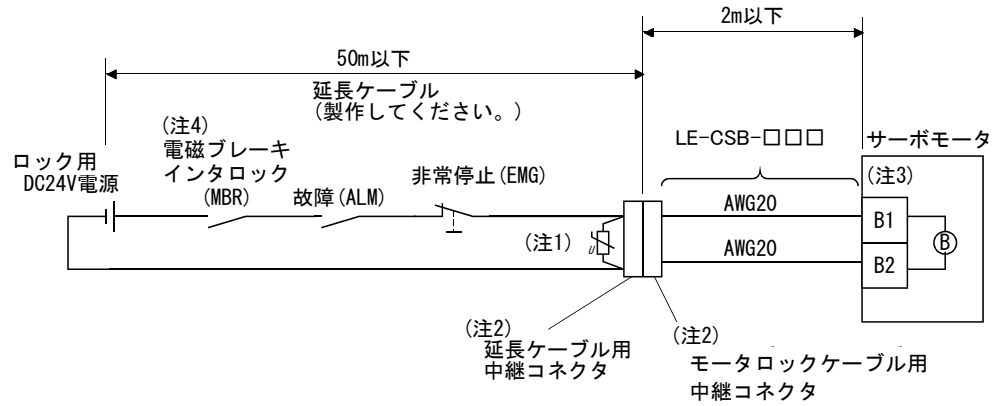 2m以下
50m以下
延長ケーブル
(製作してください。)
(注4)
電磁ブレーキ
インタロック
(MBR)
ロック用
DC24V電源
故障(ALM)
非常停止(EMG)
LE-CSB-□□□
サーボモータ
(注3)
AWG20
B1
(注1)
U
B
AWG20
B2
(注2)
延長ケーブル用
中継コネクタ
(注2)
モータロックケーブル用
中継コネクタ